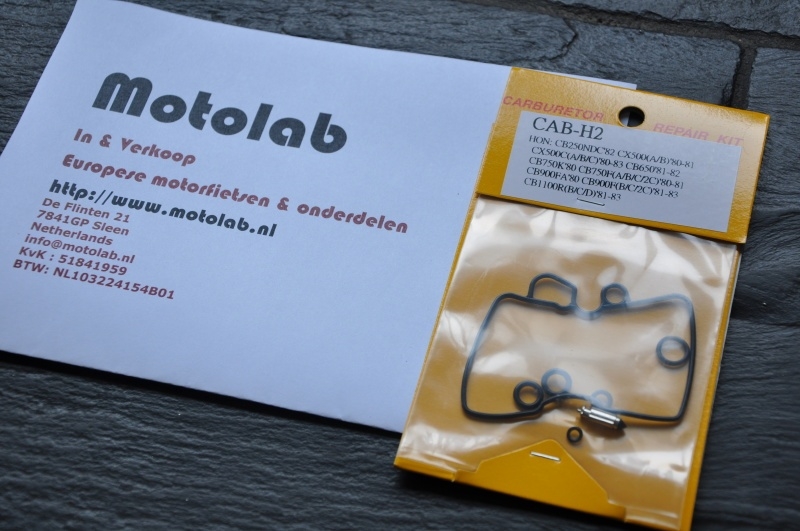 Motolab
In & Verkoop
Europese motorfietsen & onderdelen
http://www.motolab.nl
De Flinten 21
7841GP Sleen
Netherlands
info@motolab.nl
KvK : 51841959
BTW: NL103224154B01
CARBURETOR REPAIR KIT
CAB-H2
HON: CB250NDC'82 CX500(A/B)'80-81
CX500C(A/B/C)'80-83 CB650'81-82
CB750K'80 CB750F(A/B/C/2C)'80-81
CB900FA'80 CB900F(B/C/2C)'81-83
CB1100R(B/C/D)'81-83